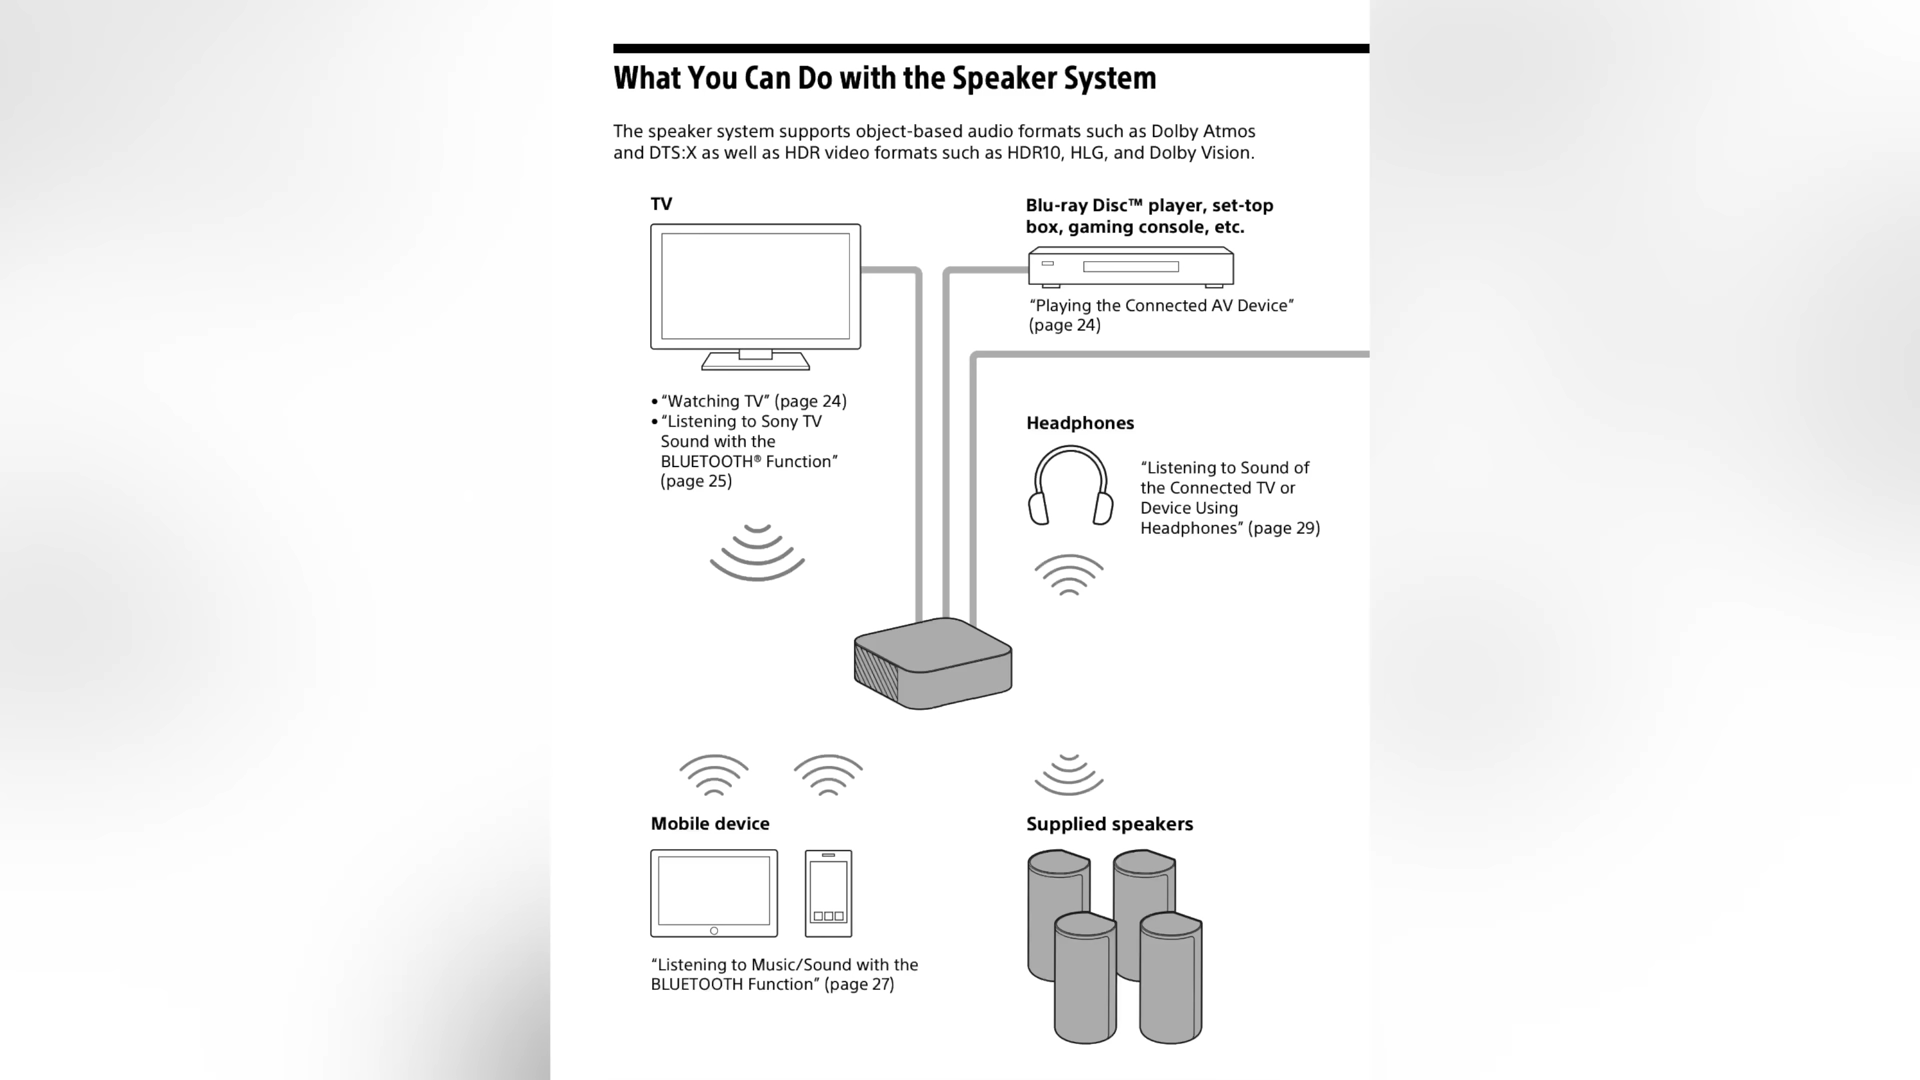 What You Can Do with the Speaker System
The speaker system supports object-based audio formats such as Dolby Atmos
and DTS:X as well as HDR video formats such as HDR10, HLG, and Dolby Vision.
TV
• “Watching TV” (page 24)
• “Listening to Sony TV
Sound with the
BLUETOOTH® Function”
(page 25)
Blu-ray Disc™ player, set-top
box, gaming console, etc.
“Playing the Connected AV Device”
(page 24)
Headphones
“Listening to Sound of
the Connected TV or
Device Using
Headphones” (page 29)
Mobile device
“Listening to Music/Sound with the
BLUETOOTH Function” (page 27)
Supplied speakers